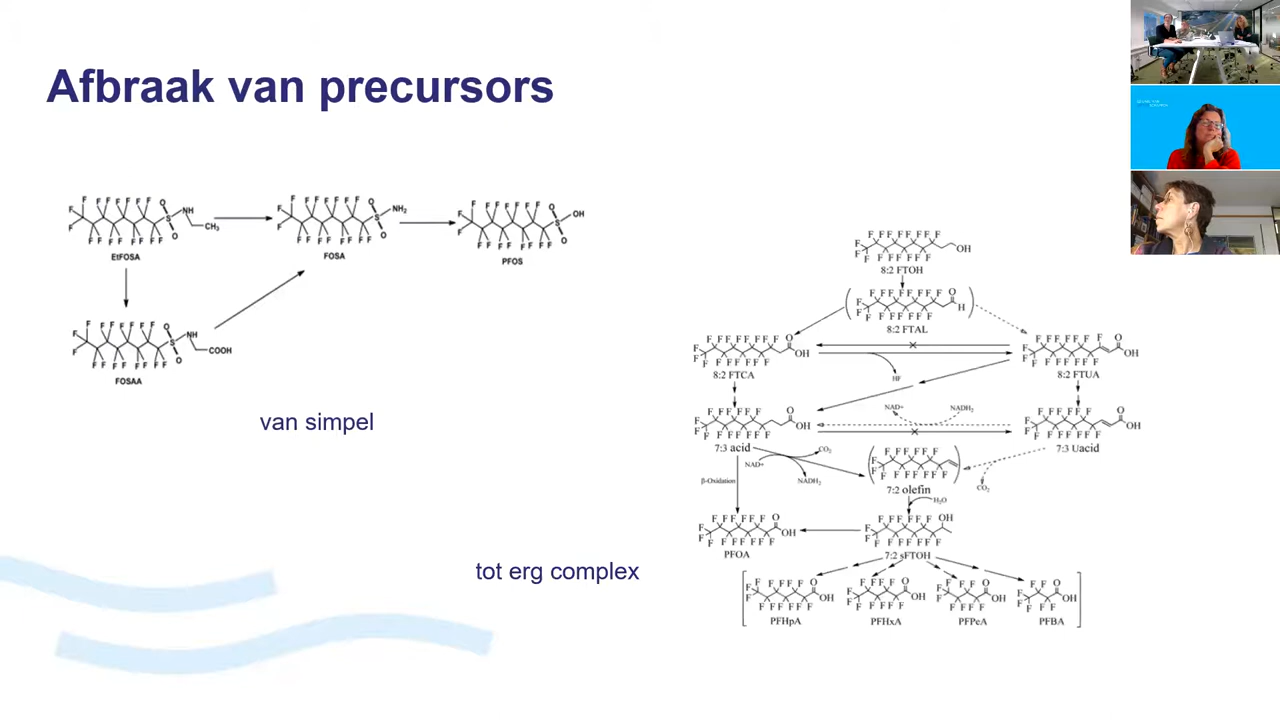 Afbraak van precursors
EtFOSA
FOSA
PFOS
FOSAA
van simpel
tot erg complex
8:2 FTOH
8:2 FTAL
8:2 FTCA
HF
8:2 FTUA
NAD+
NADH₂
7:3 acid
7:3 Uacid
CO₂
NAD+
NADH₂
β-Oxidation
7:2 olefin
CO₂
H₂O
PFOA
7:2 sFTOH
PFHpA
PFHxA
PFPeA
PFBA